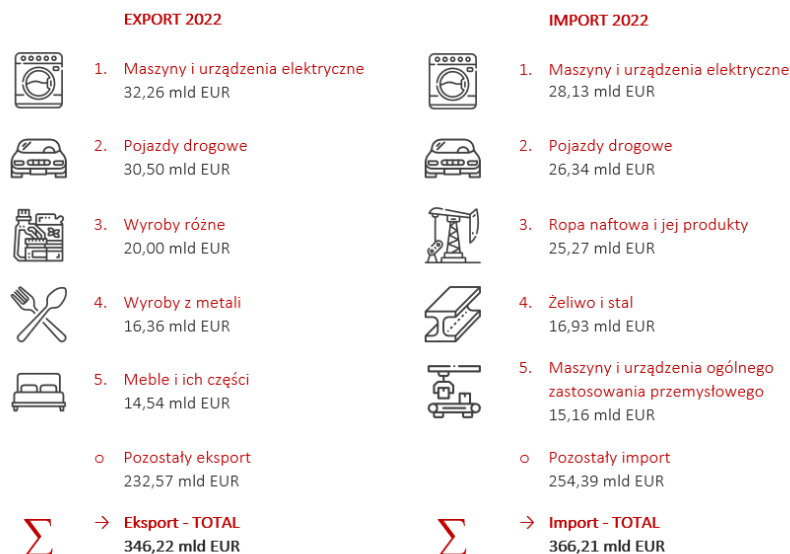 EXPORT 2022
1. Maszyny i urządzenia elektryczne
32,26 mld EUR
2. Pojazdy drogowe
30,50 mld EUR
3. Wyroby różne
20,00 mld EUR
4. Wyroby z metali
16,36 mld EUR
5. Meble i ich części
14,54 mld EUR
o Pozostały eksport
232,57 mld EUR
∑ → Eksport - TOTAL
346,22 mld EUR
IMPORT 2022
1. Maszyny i urządzenia elektryczne
28,13 mld EUR
2. Pojazdy drogowe
26,34 mld EUR
3. Ropa naftowa i jej produkty
25,27 mld EUR
4. Żeliwo i stal
16,93 mld EUR
5. Maszyny i urządzenia ogólnego
zastosowania przemysłowego
15,16 mld EUR
o Pozostały import
254,39 mld EUR
∑ → Import - TOTAL
366,21 mld EUR